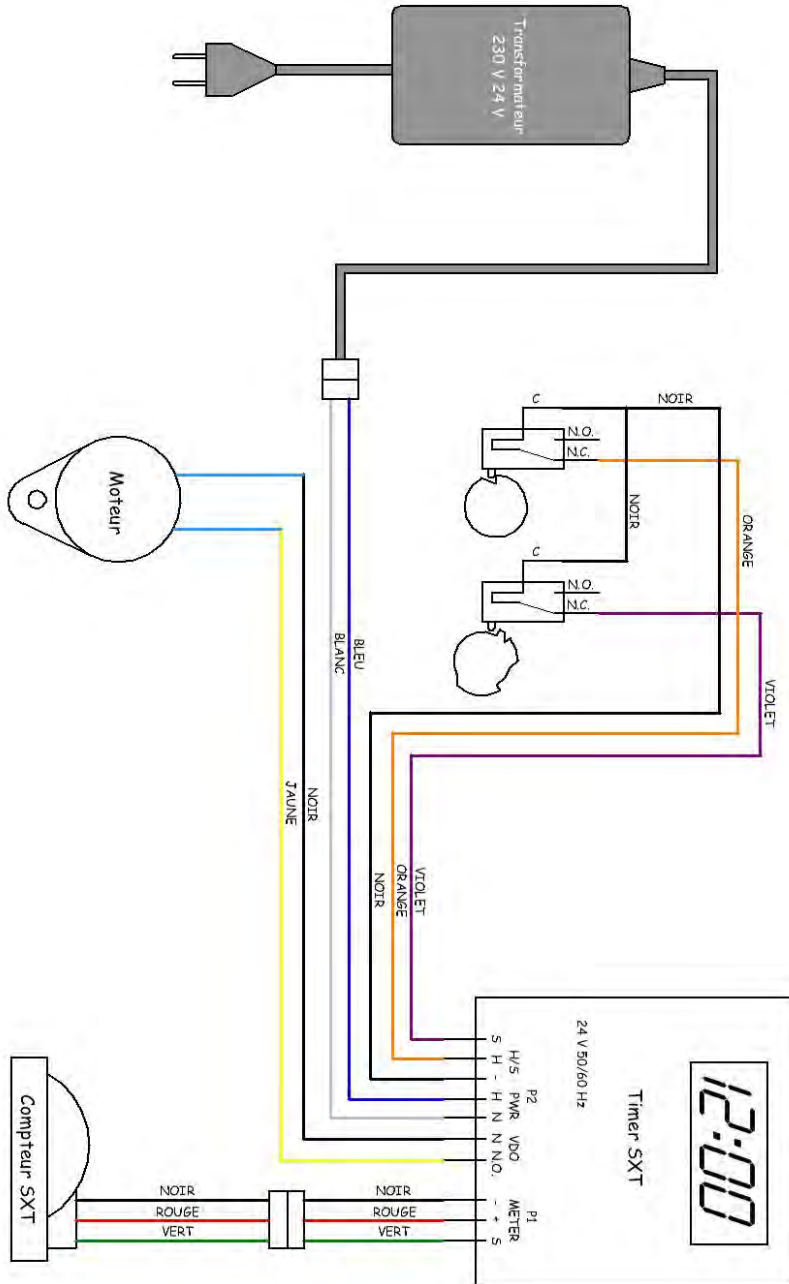 Transformateur
230 V 24 V
C
NOIR
N.O.
N.C.
ORANGE
NOIR
C
N.O.
N.C.
VIOLET
Moteur
BLEU
BLANC
NOIR
JAUNE
VIOLET
ORANGE
NOIR
12:00
Timer SXT
24 V 50/60 Hz
S
H
-
H/S
H
N
P2
PWR
N
N.O.
VDO
-
+
S
P1
METER
NOIR
ROUGE
VERT
NOIR
ROUGE
VERT
Compteur SXT